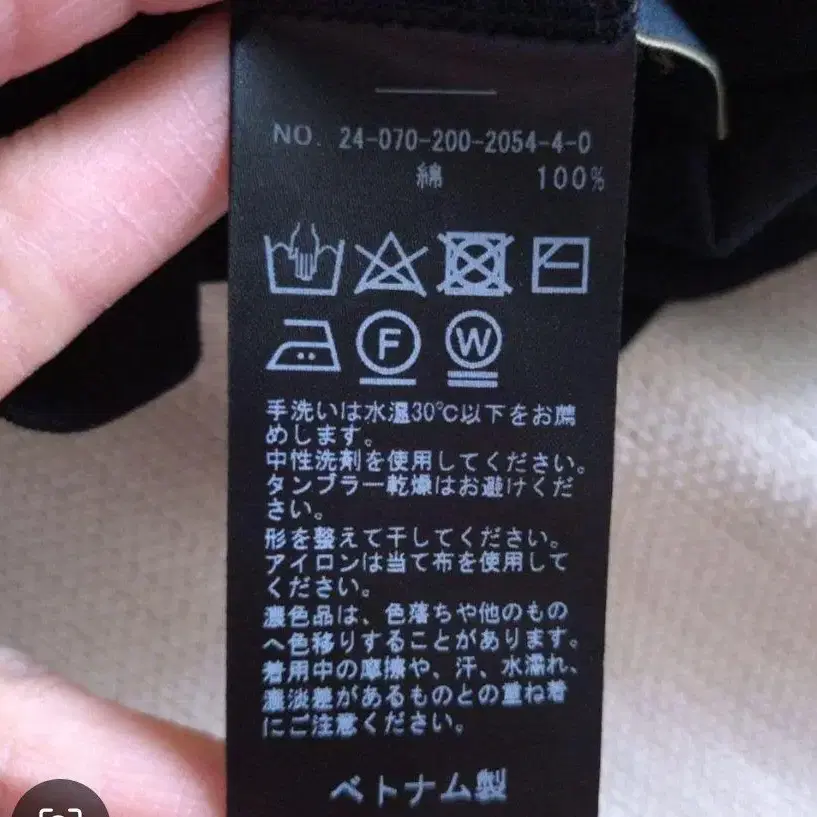 NO. 24-070-200-2054-4-0
綿 100%
F W
手洗いは水温30℃以下をお薦
めします。
中性洗剤を使用してください。
タンブラー乾燥はお避けくだ
さい。
形を整えて干してください。
アイロンは当て布を使用して
ください。
濃色品は、色落ちや他のもの
へ色移りすることがあります。
着用中の摩擦や、汗、水濡れ、
濃淡差があるものとの重ね着
にご注意ください。
ベトナム製